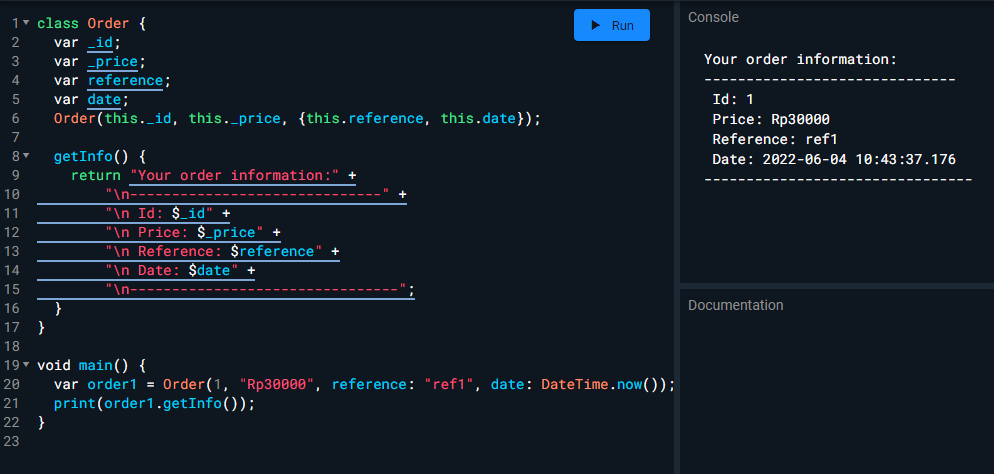 1 class Order {
2 var _id;
3 var _price;
4 var reference;
5 var date;
6 Order(this._id, this._price, {this.reference, this.date});
7
8 getInfo() {
9 return "Your order information:" +
10 "\n------------------------------" +
11 "\n Id: $_id" +
12 "\n Price: $_price" +
13 "\n Reference: $reference" +
14 "\n Date: $date" +
15 "\n--------------------------------";
16 }
17 }
18
19 void main() {
20 var order1 = Order(1, "Rp30000", reference: "ref1", date: DateTime.now());
21 print(order1.getInfo());
22 }
23
Run
Console
Your order information:
------------------------------
Id: 1
Price: Rp30000
Reference: ref1
Date: 2022-06-04 10:43:37.176
--------------------------------
Documentation